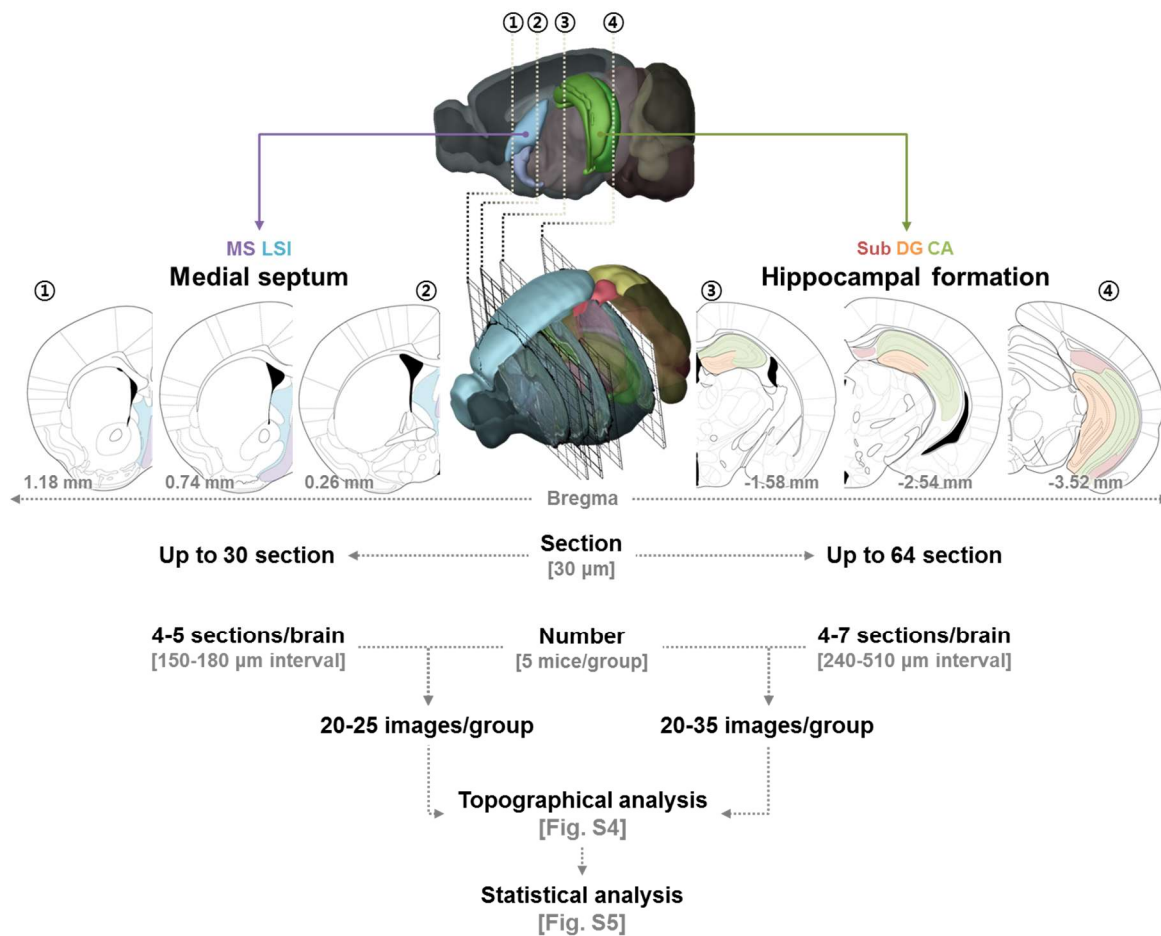 ① ② ③ ④
MS LSI
Medial septum
Sub DG CA
Hippocampal formation
① ② ③ ④
1.18 mm 0.74 mm 0.26 mm -1.58 mm -2.54 mm -3.52 mm
Bregma
Up to 30 section
Section
[30 µm]
Up to 64 section
4-5 sections/brain
[150-180 µm interval]
Number
[5 mice/group]
4-7 sections/brain
[240-510 µm interval]
20-25 images/group
20-35 images/group
Topographical analysis
[Fig. S4]
Statistical analysis
[Fig. S5]